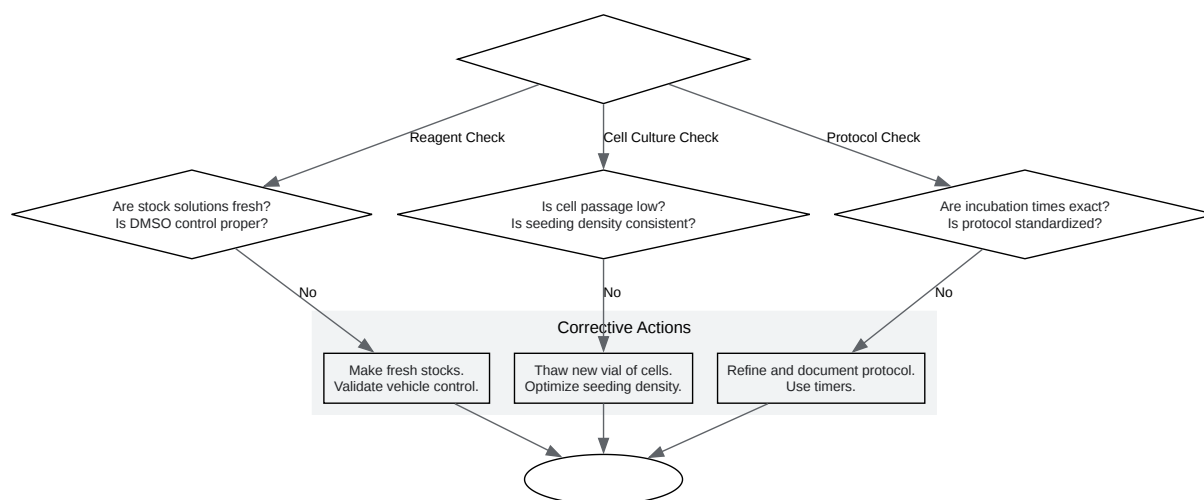 Reagent Check
Cell Culture Check
Protocol Check
Are stock solutions fresh?
Is DMSO control proper?
Is cell passage low?
Is seeding density consistent?
Are incubation times exact?
Is protocol standardized?
No
No
No
Corrective Actions
Make fresh stocks.
Validate vehicle control.
Thaw new vial of cells.
Optimize seeding density.
Refine and document protocol.
Use timers.